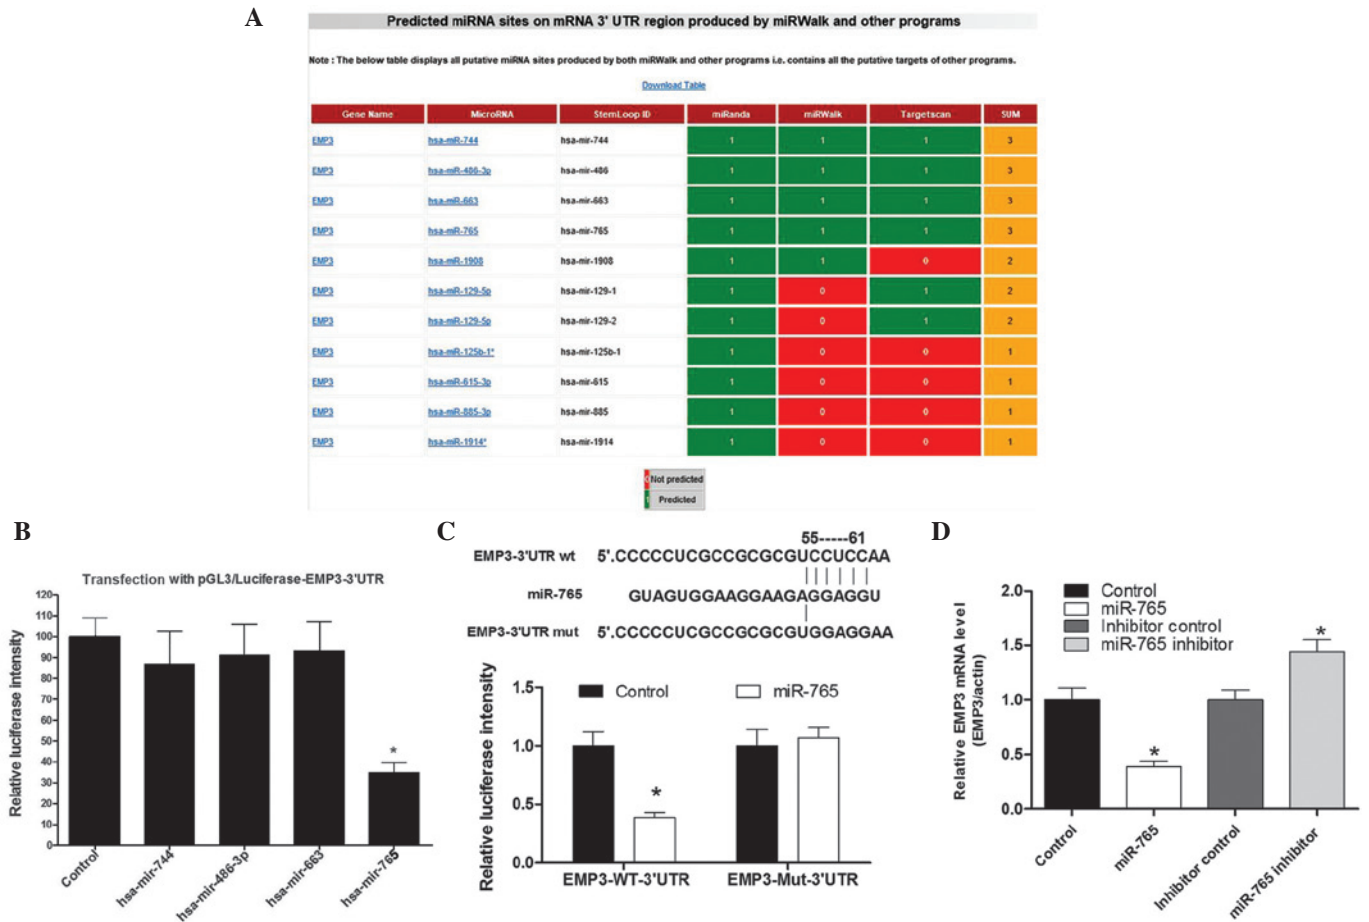 A
Predicted miRNA sites on mRNA 3' UTR region produced by miRWalk and other programs
Note : The below table displays all putative miRNA sites produced by both miRWalk and other programs i.e. contains all the putative targets of other programs.
Download Table
Gene Name MicroRNA StemLoop ID miRanda miRWalk Targetscan SUM
EMP3 hsa-miR-744 hsa-mir-744 1 1 1 3
EMP3 hsa-miR-486-3p hsa-mir-486 1 1 1 3
EMP3 hsa-miR-663 hsa-mir-663 1 1 1 3
EMP3 hsa-miR-765 hsa-mir-765 1 1 1 3
EMP3 hsa-miR-1908 hsa-mir-1908 1 1 0 2
EMP3 hsa-miR-129-5p hsa-mir-129-1 1 0 1 2
EMP3 hsa-miR-129-5p hsa-mir-129-2 1 0 1 2
EMP3 hsa-miR-125b-1* hsa-mir-125b-1 1 0 0 1
EMP3 hsa-miR-615-3p hsa-mir-615 1 0 0 1
EMP3 hsa-miR-885-3p hsa-mir-885 1 0 0 1
EMP3 hsa-miR-1914* hsa-mir-1914 1 0 0 1
0 Not predicted
1 Predicted
B
Transfection with pGL3/Luciferase-EMP3-3'UTR
Relative luciferase intensity
120
110
100
90
80
70
60
50
40
30
20
10
0
*
Control
hsa-mir-744
hsa-mir-486-3p
hsa-mir-663
hsa-mir-765
C
55-----61
EMP3-3'UTR wt 5'.CCCCCUCGCCGCGCGUCCUCCAA
miR-765 GUAGUGGAAGGAAGAGGAGGU
EMP3-3'UTR mut 5'.CCCCCUCGCCGCGCGUGGAGGAA
Relative luciferase intensity
1.5
1.0
0.5
0.0
Control
miR-765
*
EMP3-WT-3'UTR
EMP3-Mut-3'UTR
D
Relative EMP3 mRNA level
(EMP3/actin)
2.0
1.5
1.0
0.5
0.0
Control
miR-765
Inhibitor control
miR-765 inhibitor
*
*
Control
miR-765
Inhibitor control
miR-765 inhibitor